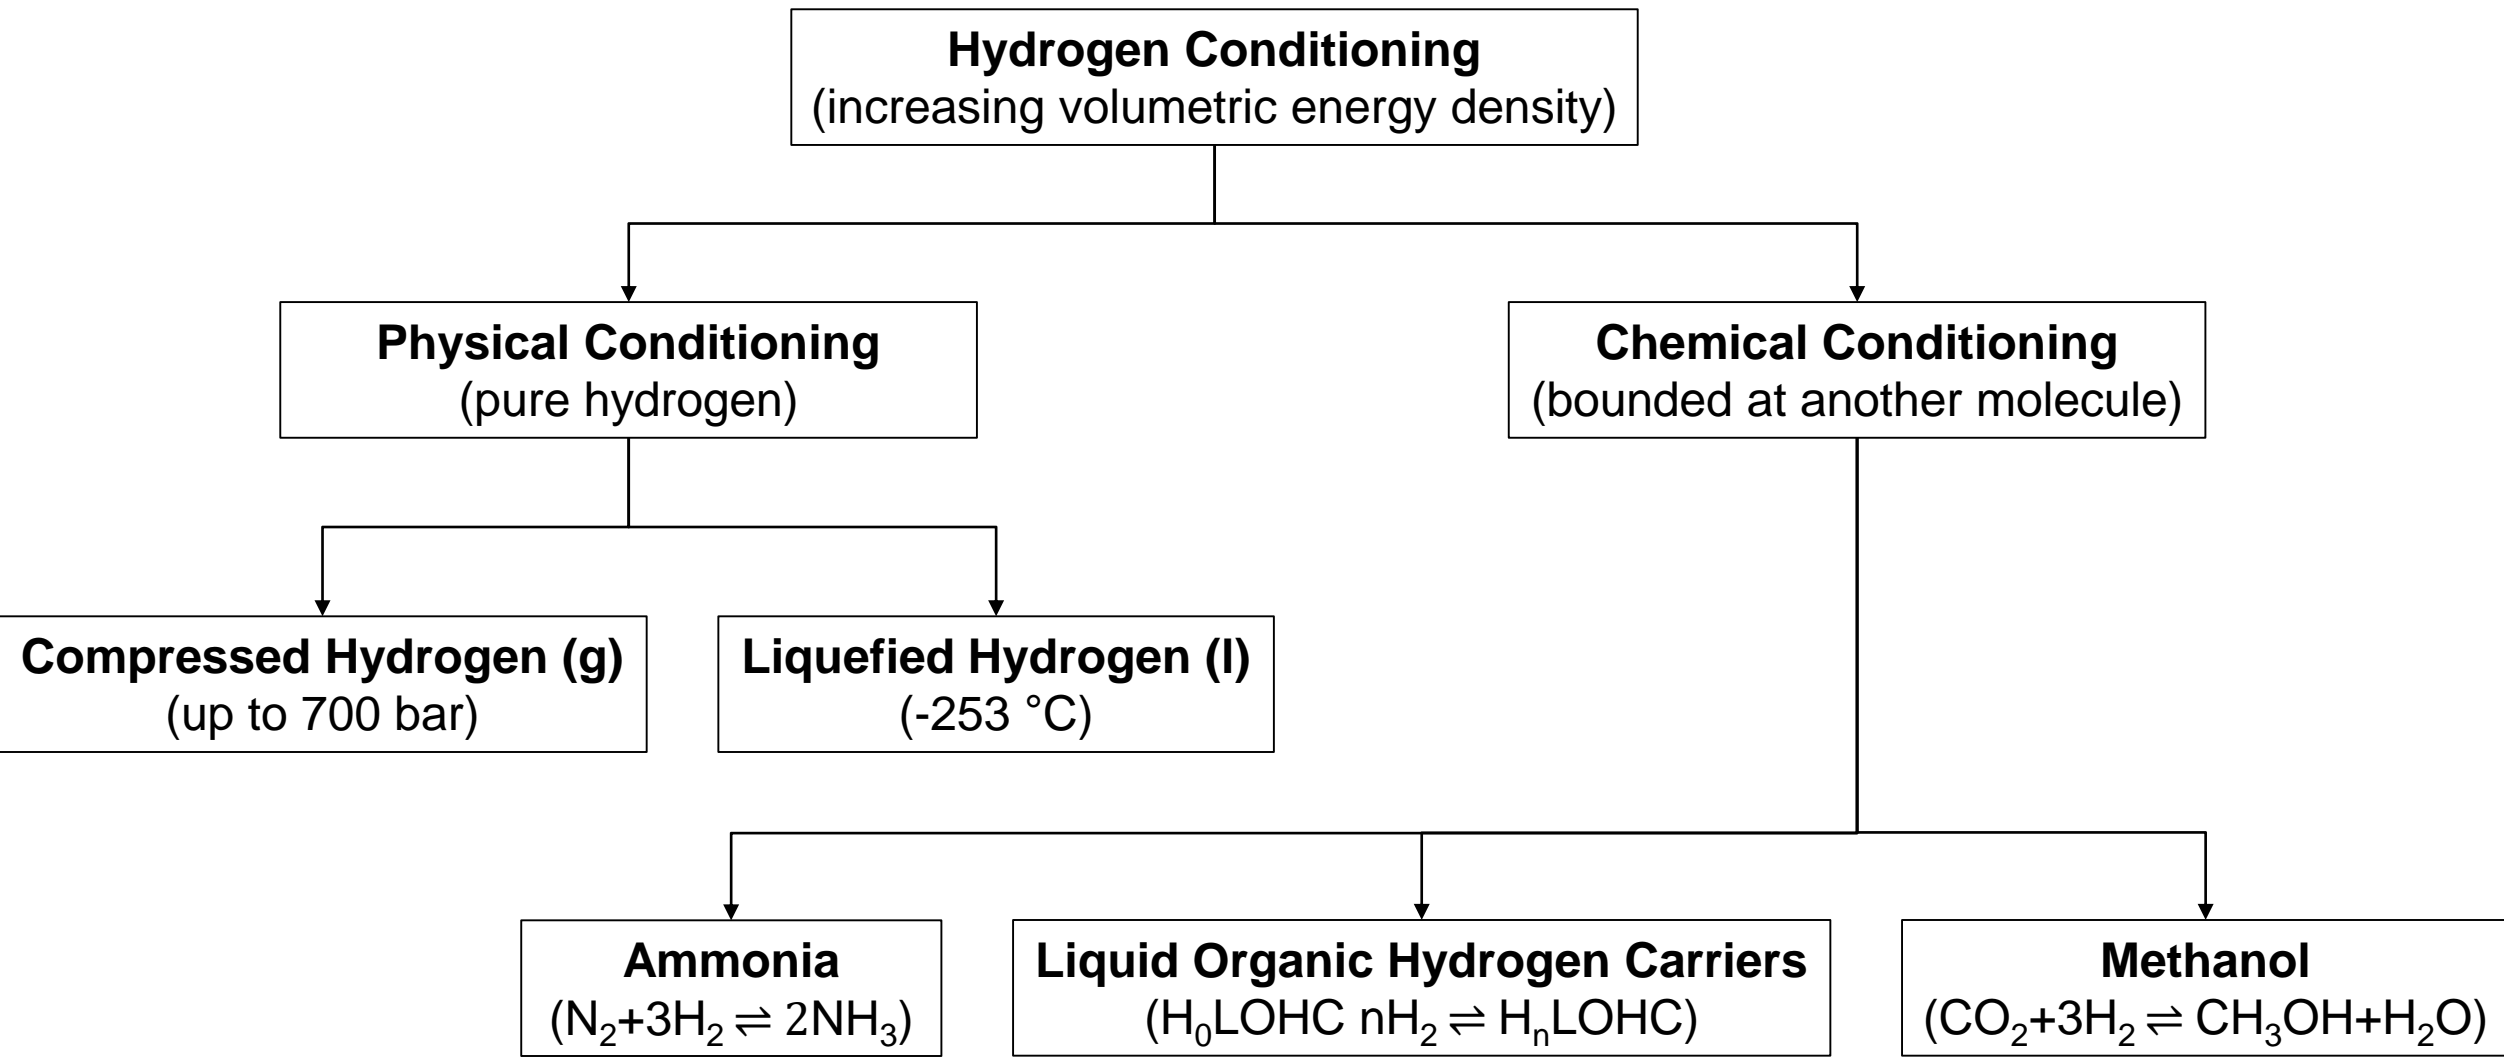 Hydrogen Conditioning
(increasing volumetric energy density)
Physical Conditioning
(pure hydrogen)
Chemical Conditioning
(bounded at another molecule)
Compressed Hydrogen (g)
(up to 700 bar)
Liquefied Hydrogen (l)
(-253 °C)
Ammonia
(N₂+3H₂ ⇌ 2NH₃)
Liquid Organic Hydrogen Carriers
(H₀LOHC nH₂ ⇌ HₙLOHC)
Methanol
(CO₂+3H₂ ⇌ CH₃OH+H₂O)